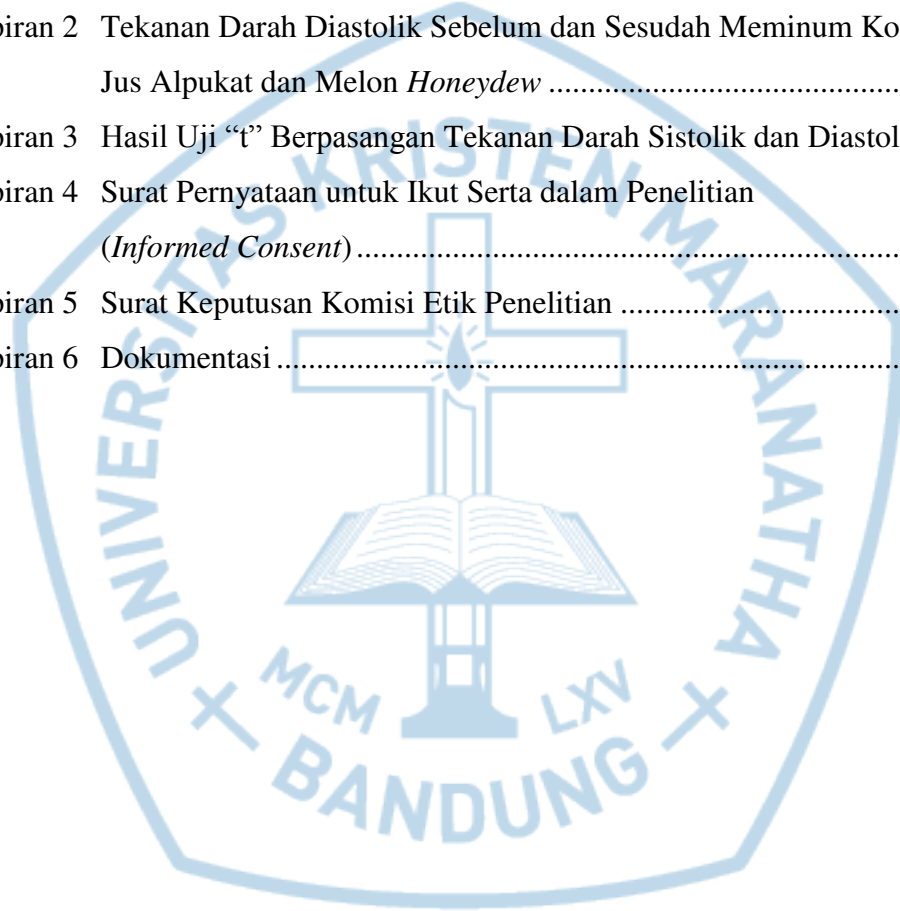 piran 2 Tekanan Darah Diastolik Sebelum dan Sesudah Meminum Ko
Jus Alpukat dan Melon Honeydew ..........................................
piran 3 Hasil Uji “t” Berpasangan Tekanan Darah Sistolik dan Diastol
piran 4 Surat Pernyataan untuk Ikut Serta dalam Penelitian
(Informed Consent) ..................................................................
piran 5 Surat Keputusan Komisi Etik Penelitian ..................................
piran 6 Dokumentasi ............................................................................
UNIVERSITAS KRISTEN MARANATHA
MCM LXV
BANDUNG